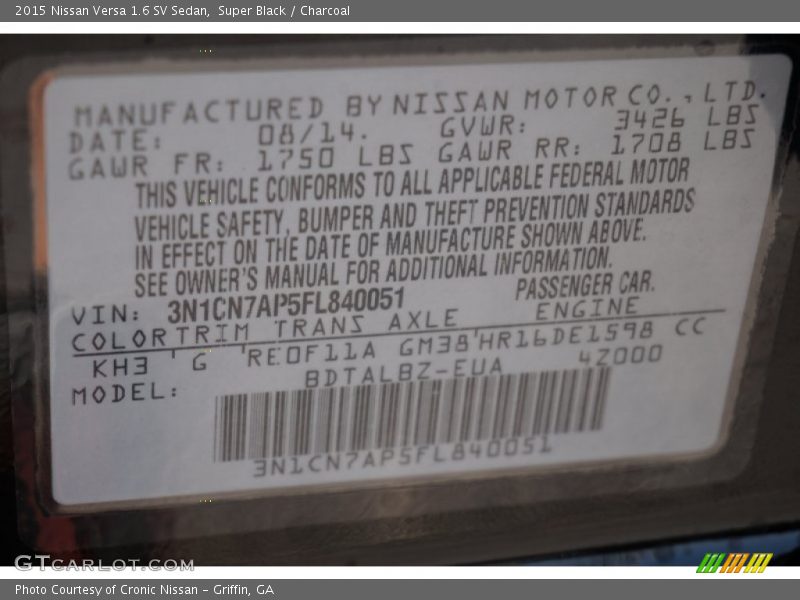 2015 Nissan Versa 1.6 SV Sedan,  Super Black / Charcoal
MANUFACTURED BY NISSAN MOTOR CO., LTD.
DATE: 08/14. GVWR: 3426 LBS
GAWR FR: 1750 LBS GAWR RR: 1708 LBS
THIS VEHICLE CONFORMS TO ALL APPLICABLE FEDERAL MOTOR
VEHICLE SAFETY, BUMPER AND THEFT PREVENTION STANDARDS
IN EFFECT ON THE DATE OF MANUFACTURE SHOWN ABOVE.
SEE OWNER'S MANUAL FOR ADDITIONAL INFORMATION.
VIN: 3N1CN7AP5FL840051 PASSENGER CAR.
COLOR TRIM TRANS AXLE ENGINE
KH3 'G 'RE0F11A GM38'HR16DE1598 CC
MODEL: BDTALBZ-EUA 4Z000
3N1CN7AP5FL840051
GTCARLOT.COM
Photo Courtesy of Cronic Nissan – Griffin, GA